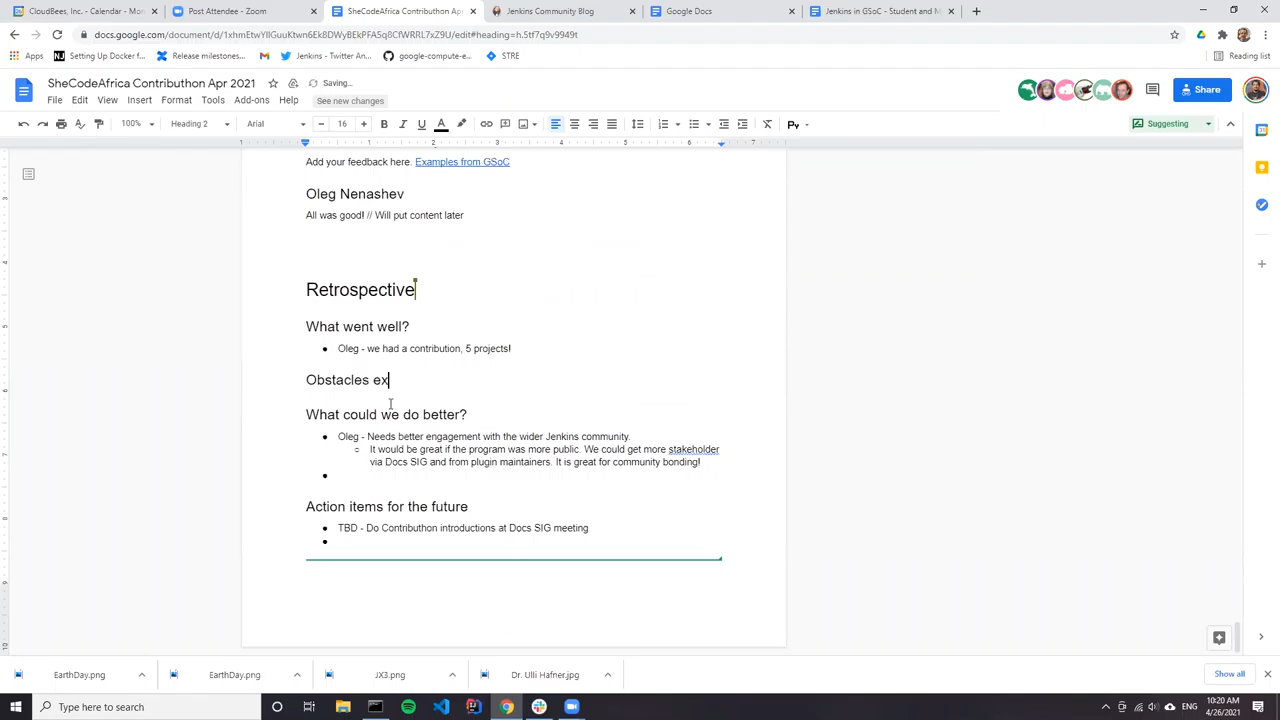 CloudBees, Inc. - Calendar - Mon
Post Attendee - Zoom
SheCodeAfrica Contribution Apr
Jenkins Community Blog
Google Docs
Jenkins in GSoC - Student and M
docs.google.com/document/d/1xhmEtwYIlGuuKtwn6Ek8DWyBEkPFA5q8CfWRRL7xZ9U/edit#heading=h.5tf7q9v9949t
Apps
Setting Up Docker f...
Release milestones...
Jenkins - Twitter An...
google-compute-e...
STRE
Reading list
SheCodeAfrica Contributhon Apr 2021
Saving...
File Edit View Insert Format Tools Add-ons Help
See new changes
Share
100%
Heading 2
Arial
16
Suggesting
Add your feedback here. Examples from GSoC
Oleg Nenashev
All was good! // Will put content later
Retrospective
What went well?
Oleg - we had a contribution, 5 projects!
Obstacles ex
What could we do better?
Oleg - Needs better engagement with the wider Jenkins community.
It would be great if the program was more public. We could get more stakeholder
via Docs SIG and from plugin maintainers. It is great for community bonding!
Action items for the future
TBD - Do Contributhon introductions at Docs SIG meeting
EarthDay.png
EarthDay.png
JX3.png
Dr. Ulli Hafner.jpg
Show all
Type here to search
ENG
10:20 AM
4/26/2021